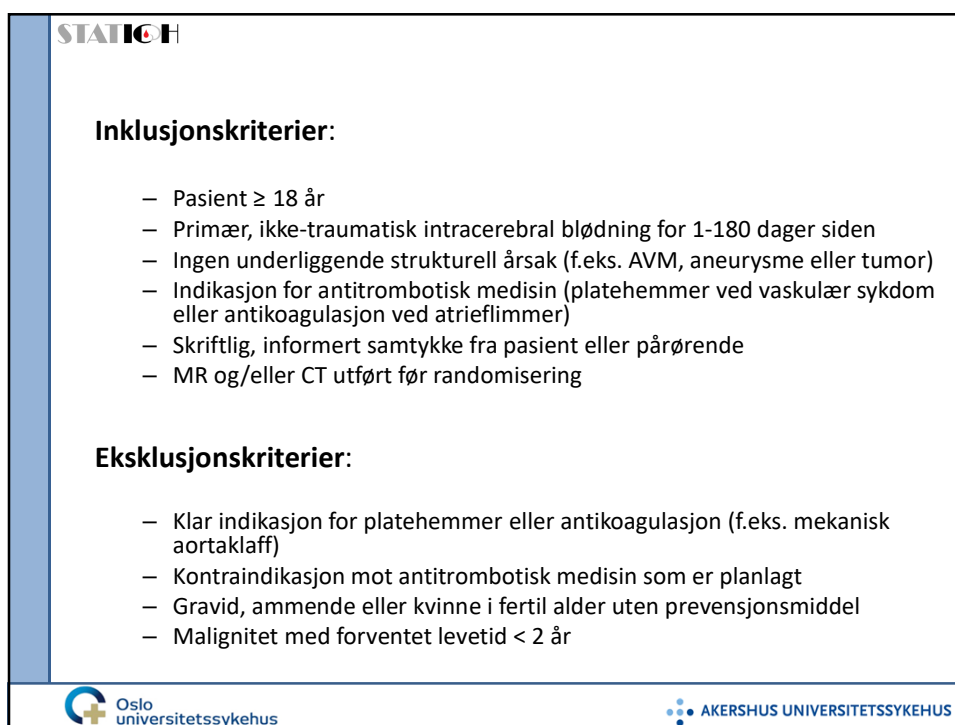 STATICH
Inklusjonskriterier:
– Pasient ≥ 18 år
– Primær, ikke-traumatisk intracerebral blødning for 1-180 dager siden
– Ingen underliggende strukturell årsak (f.eks. AVM, aneurysme eller tumor)
– Indikasjon for antitrombotisk medisin (platehemmer ved vaskulær sykdom
eller antikoagulasjon ved atrieflimmer)
– Skriftlig, informert samtykke fra pasient eller pårørende
– MR og/eller CT utført før randomisering
Eksklusjonskriterier:
– Klar indikasjon for platehemmer eller antikoagulasjon (f.eks. mekanisk
aortaklaff)
– Kontraindikasjon mot antitrombotisk medisin som er planlagt
– Gravid, ammende eller kvinne i fertil alder uten prevensjonsmiddel
– Malignitet med forventet levetid < 2 år
Oslo
universitetssykehus
AKERSHUS UNIVERSITETSSYKEHUS